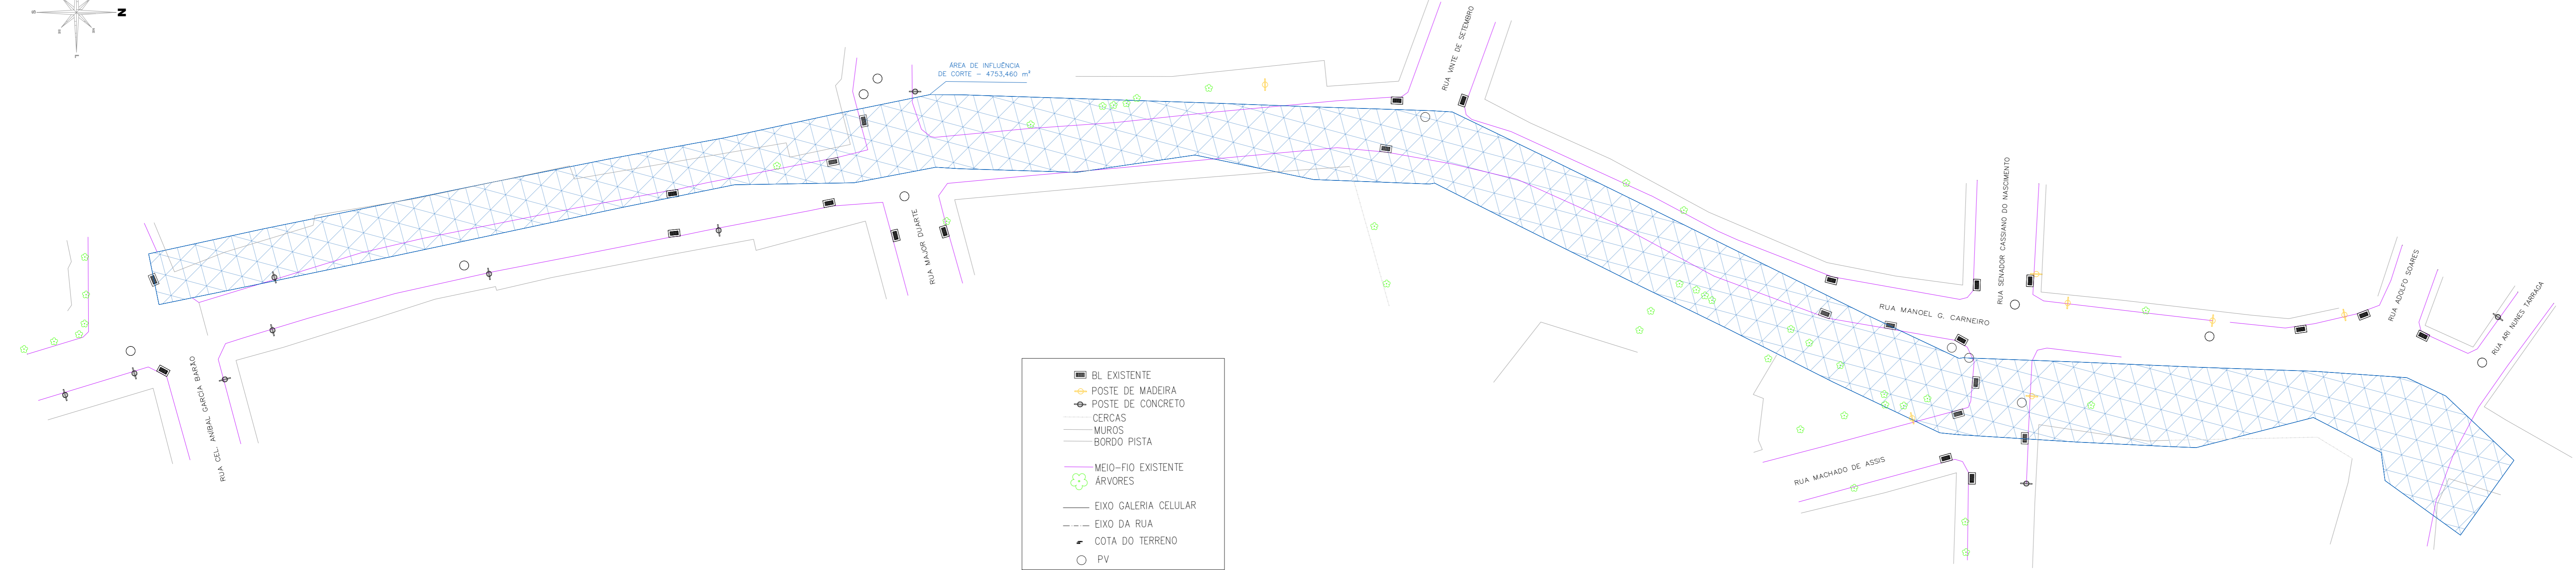 N
ÁREA DE INFLUÊNCIA
DE CORTE - 4753,460 m²
RUA VINTE DE SETEMBRO
RUA SENADOR CASSIANO DO NASCIMENTO
RUA MANOEL G. CARNEIRO
RUA ADOLFO SOARES
RUA ARI NUNES TARRAGA
RUA MAJOR DUARTE
RUA CEL. ANIBAL GARCIA BARÃO
RUA MACHADO DE ASSIS
BL EXISTENTE
POSTE DE MADEIRA
POSTE DE CONCRETO
CERCAS
MUROS
BORDO PISTA
MEIO-FIO EXISTENTE
ÁRVORES
EIXO GALERIA CELULAR
EIXO DA RUA
COTA DO TERRENO
PV